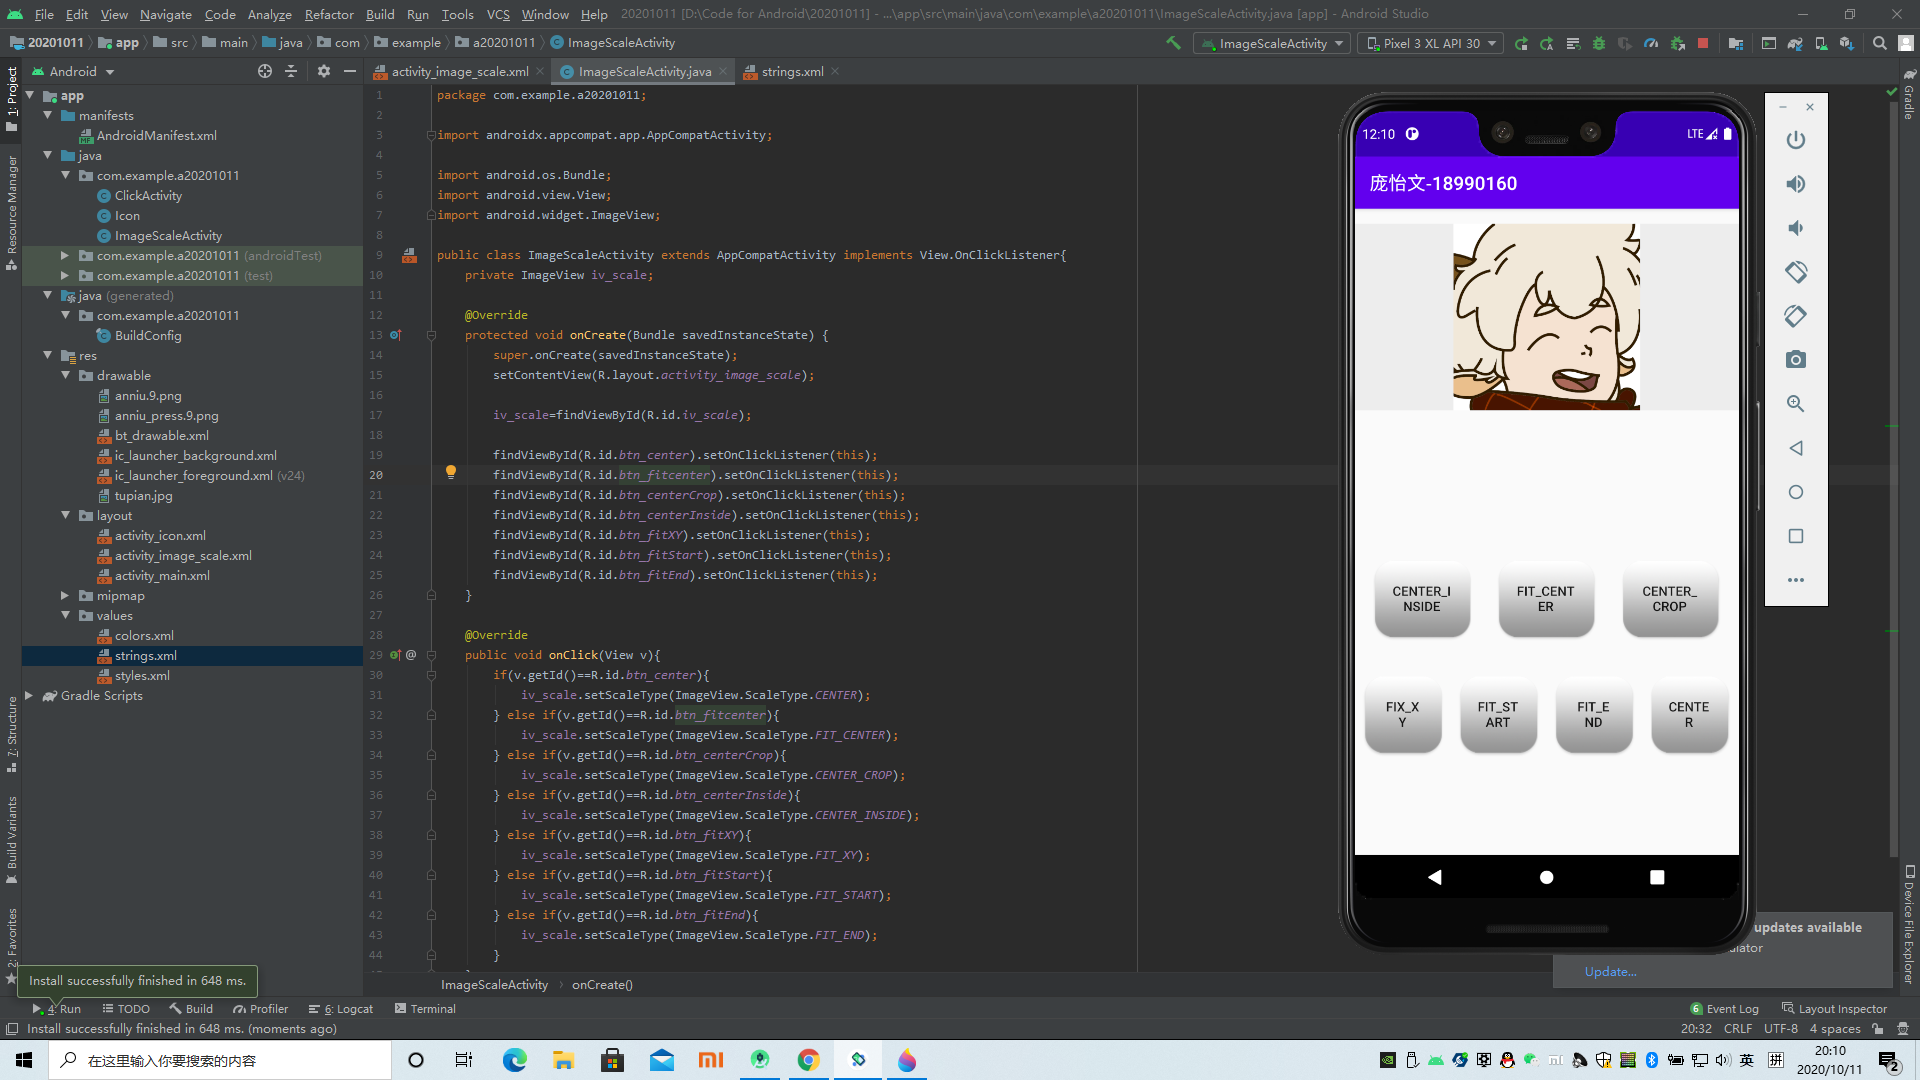 File Edit View Navigate Code Analyze Refactor Build Run Tools VCS Window Help 20201011 [D:\Code for Android\20201011] - ...\app\src\main\java\com\example\a20201011\ImageScaleActivity.java [app] - Android Studio
20201011 app src main java com example a20201011 ImageScaleActivity
ImageScaleActivity Pixel 3 XL API 30
Android
activity_image_scale.xml ImageScaleActivity.java strings.xml
1: Project
Resource Manager
7: Structure
Build Variants
2: Favorites
app
manifests
AndroidManifest.xml
java
com.example.a20201011
ClickActivity
Icon
ImageScaleActivity
com.example.a20201011 (androidTest)
com.example.a20201011 (test)
java (generated)
com.example.a20201011
BuildConfig
res
drawable
anniu.9.png
anniu_press.9.png
bt_drawable.xml
ic_launcher_background.xml
ic_launcher_foreground.xml (v24)
tupian.jpg
layout
activity_icon.xml
activity_image_scale.xml
activity_main.xml
mipmap
values
colors.xml
strings.xml
styles.xml
Gradle Scripts
1 package com.example.a20201011;
2
3 import androidx.appcompat.app.AppCompatActivity;
4
5 import android.os.Bundle;
6 import android.view.View;
7 import android.widget.ImageView;
8
9 public class ImageScaleActivity extends AppCompatActivity implements View.OnClickListener{
10 private ImageView iv_scale;
11
12 @Override
13 protected void onCreate(Bundle savedInstanceState) {
14 super.onCreate(savedInstanceState);
15 setContentView(R.layout.activity_image_scale);
16
17 iv_scale=findViewById(R.id.iv_scale);
18
19 findViewById(R.id.btn_center).setOnClickListener(this);
20 findViewById(R.id.btn_fitcenter).setOnClickListener(this);
21 findViewById(R.id.btn_centerCrop).setOnClickListener(this);
22 findViewById(R.id.btn_centerInside).setOnClickListener(this);
23 findViewById(R.id.btn_fitXY).setOnClickListener(this);
24 findViewById(R.id.btn_fitStart).setOnClickListener(this);
25 findViewById(R.id.btn_fitEnd).setOnClickListener(this);
26 }
27
28 @Override
29 @ public void onClick(View v){
30 if(v.getId()==R.id.btn_center){
31 iv_scale.setScaleType(ImageView.ScaleType.CENTER);
32 } else if(v.getId()==R.id.btn_fitcenter){
33 iv_scale.setScaleType(ImageView.ScaleType.FIT_CENTER);
34 } else if(v.getId()==R.id.btn_centerCrop){
35 iv_scale.setScaleType(ImageView.ScaleType.CENTER_CROP);
36 } else if(v.getId()==R.id.btn_centerInside){
37 iv_scale.setScaleType(ImageView.ScaleType.CENTER_INSIDE);
38 } else if(v.getId()==R.id.btn_fitXY){
39 iv_scale.setScaleType(ImageView.ScaleType.FIT_XY);
40 } else if(v.getId()==R.id.btn_fitStart){
41 iv_scale.setScaleType(ImageView.ScaleType.FIT_START);
42 } else if(v.getId()==R.id.btn_fitEnd){
43 iv_scale.setScaleType(ImageView.ScaleType.FIT_END);
44 }
ImageScaleActivity onCreate()
12:10 LTE
庞怡文-18990160
CENTER_I
NSIDE
FIT_CENT
ER
CENTER_
CROP
FIX_X
Y
FIT_ST
ART
FIT_E
ND
CENTE
R
Gradle
Device File Explorer
updates available
ulator
Update...
Install successfully finished in 648 ms.
4: Run TODO Build Profiler 6: Logcat Terminal
6 Event Log Layout Inspector
Install successfully finished in 648 ms. (moments ago)
20:32 CRLF UTF-8 4 spaces
在这里输入你要搜索的内容
英 拼
20:10
2020/10/11
2